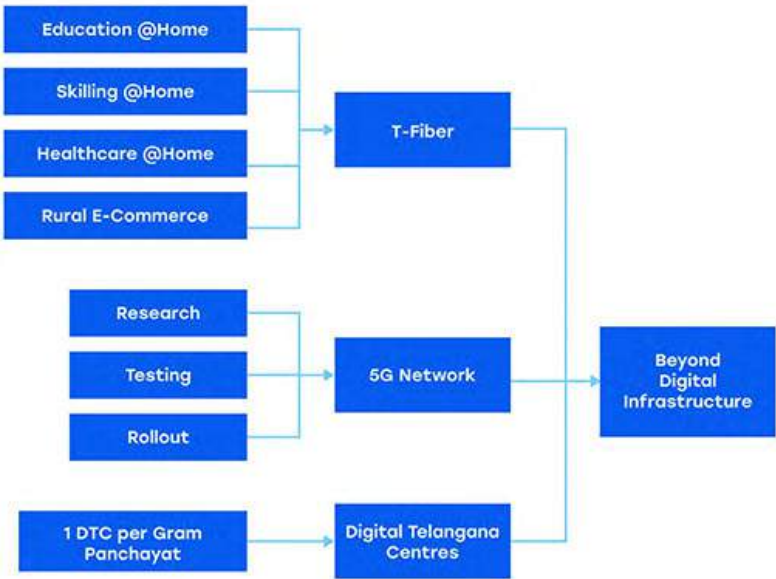 Education @Home
Skilling @Home
Healthcare @Home
Rural E-Commerce
T-Fiber
Research
Testing
Rollout
5G Network
1 DTC per Gram
Panchayat
Digital Telangana
Centres
Beyond
Digital
Infrastructure